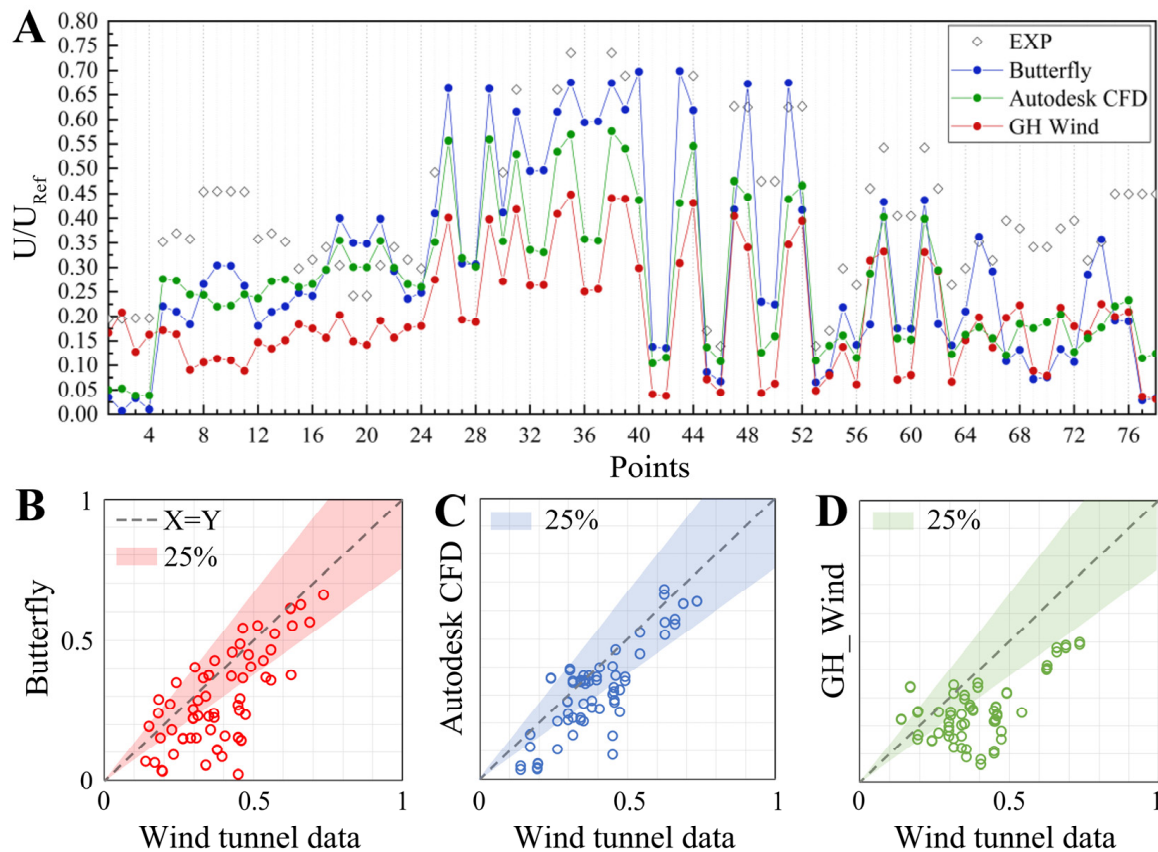 A
0.80
0.75
0.70
0.65
0.60
0.55
0.50
0.45
0.40
0.35
0.30
0.25
0.20
0.15
0.10
0.05
0.00
U/URef
EXP
Butterfly
Autodesk CFD
GH Wind
4 8 12 16 20 24 28 32 36 40 44 48 52 56 60 64 68 72 76
Points
B
1
X=Y
25%
Butterfly
0.5
0
0 0.5 1
Wind tunnel data
C
25%
Autodesk CFD
0 0.5 1
Wind tunnel data
D
25%
GH_Wind
0 0.5 1
Wind tunnel data